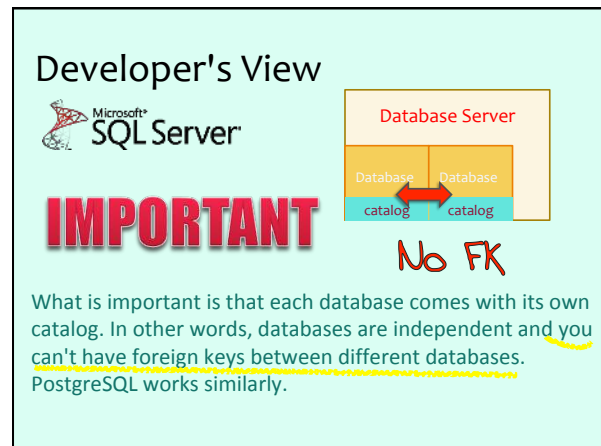 Developer's View
Microsoft®
SQL Server
Database Server
IMPORTANT
Database Database
catalog catalog
No FK
What is important is that each database comes with its own
catalog. In other words, databases are independent and you
can't have foreign keys between different databases.
PostgreSQL works similarly.